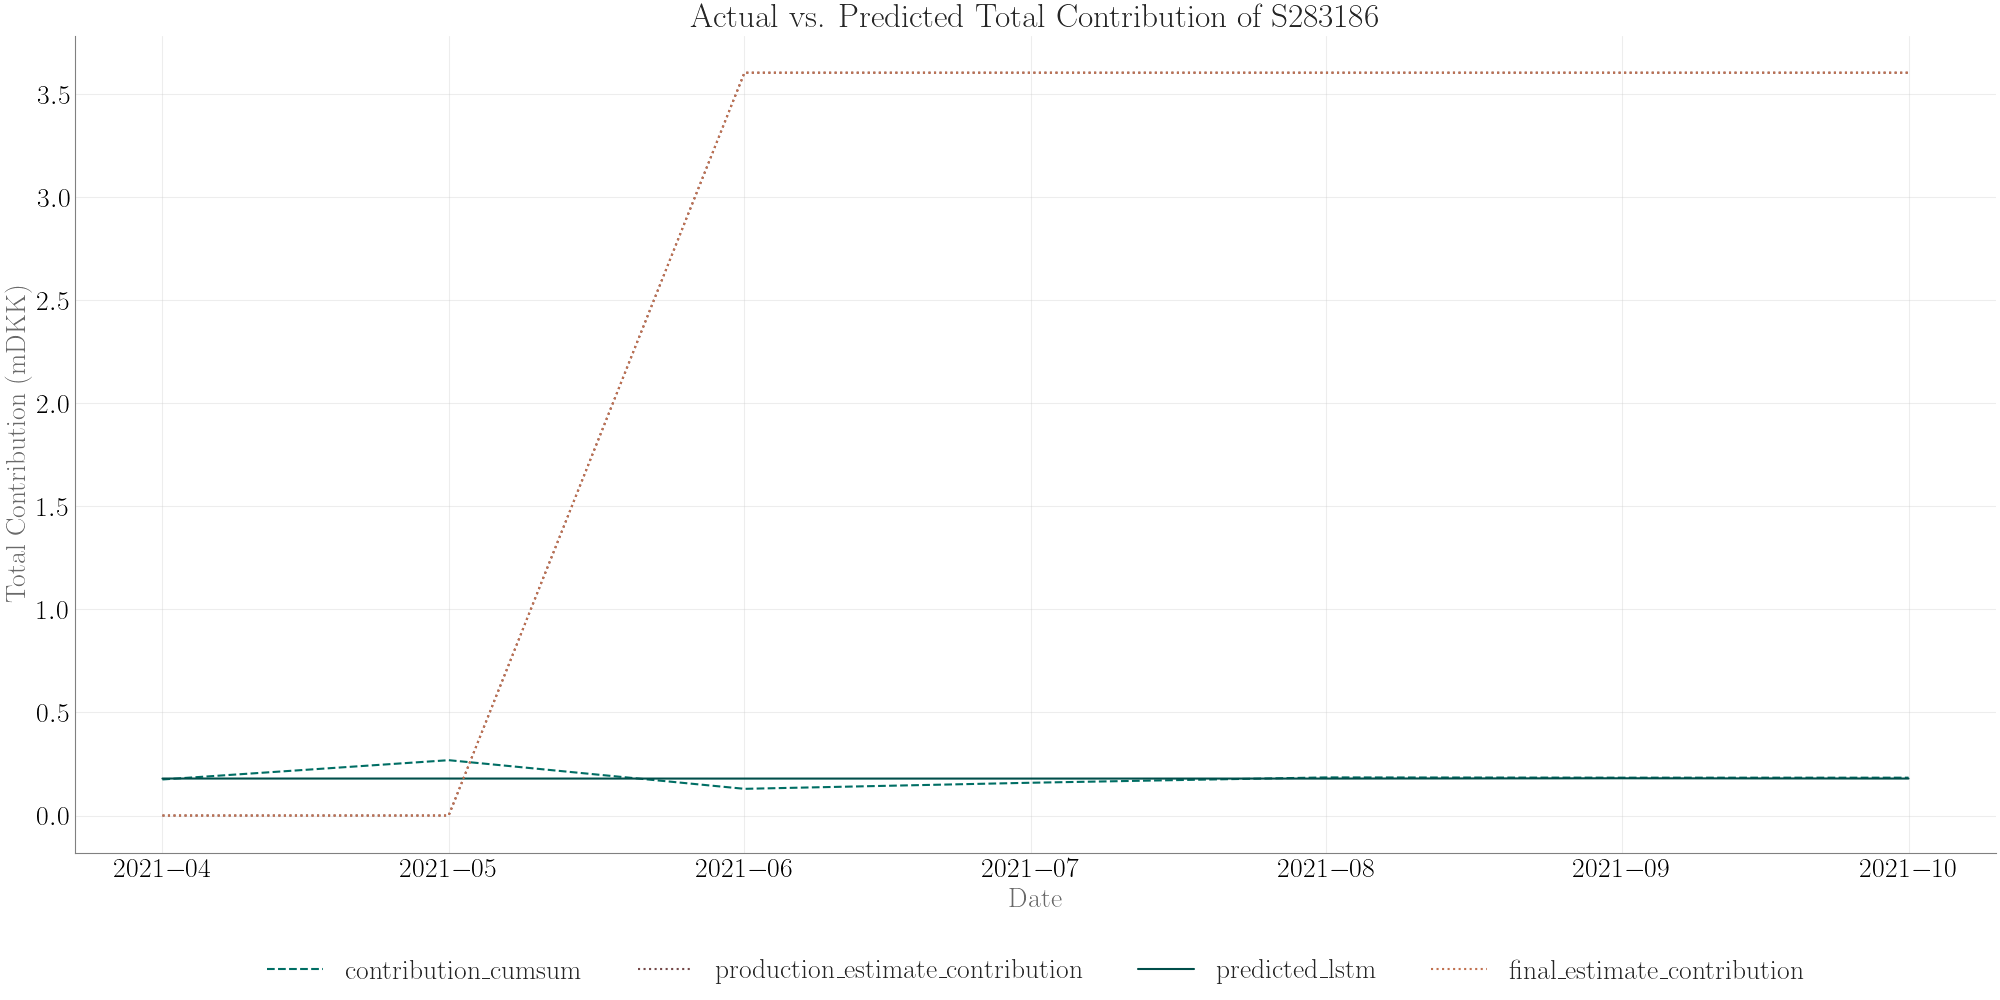 Actual vs. Predicted Total Contribution of S283186
Total Contribution (mDKK)
3.5
3.0
2.5
2.0
1.5
1.0
0.5
0.0
2021−04 2021−05 2021−06 2021−07 2021−08 2021−09 2021−10
Date
contribution_cumsum production_estimate_contribution predicted_lstm final_estimate_contribution